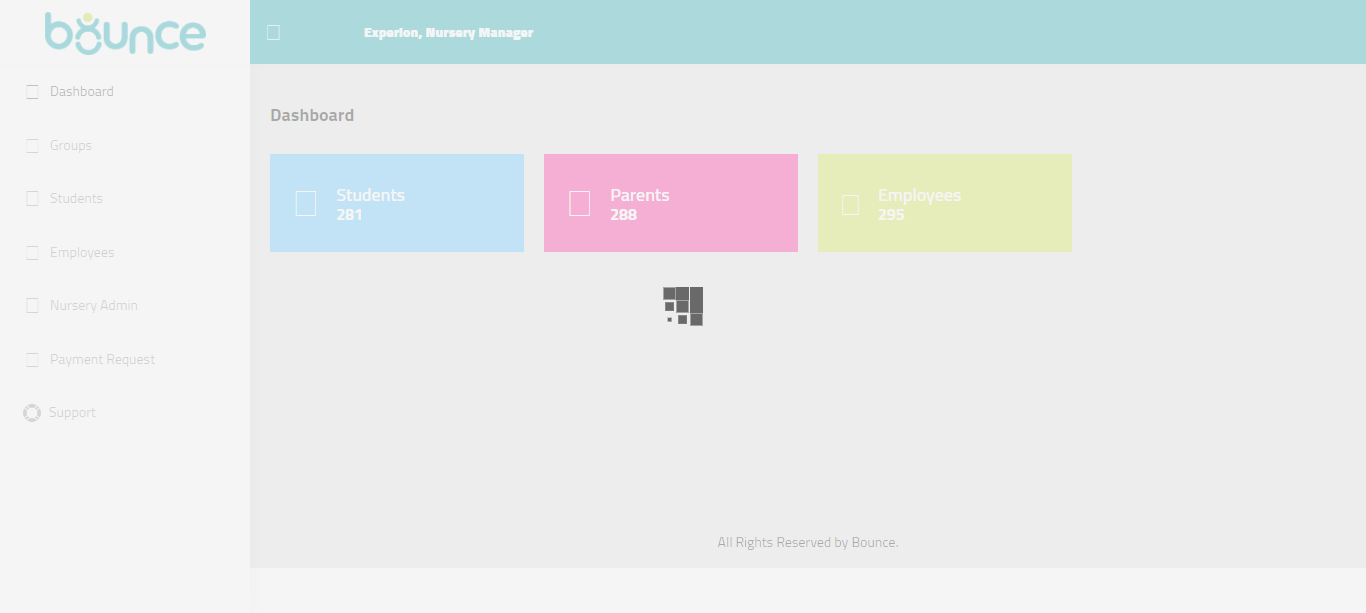 bounce
Experion, Nursery Manager
Dashboard
Groups
Students
Employees
Nursery Admin
Payment Request
Support
Dashboard
Students
281
Parents
288
Employees
295
All Rights Reserved by Bounce.